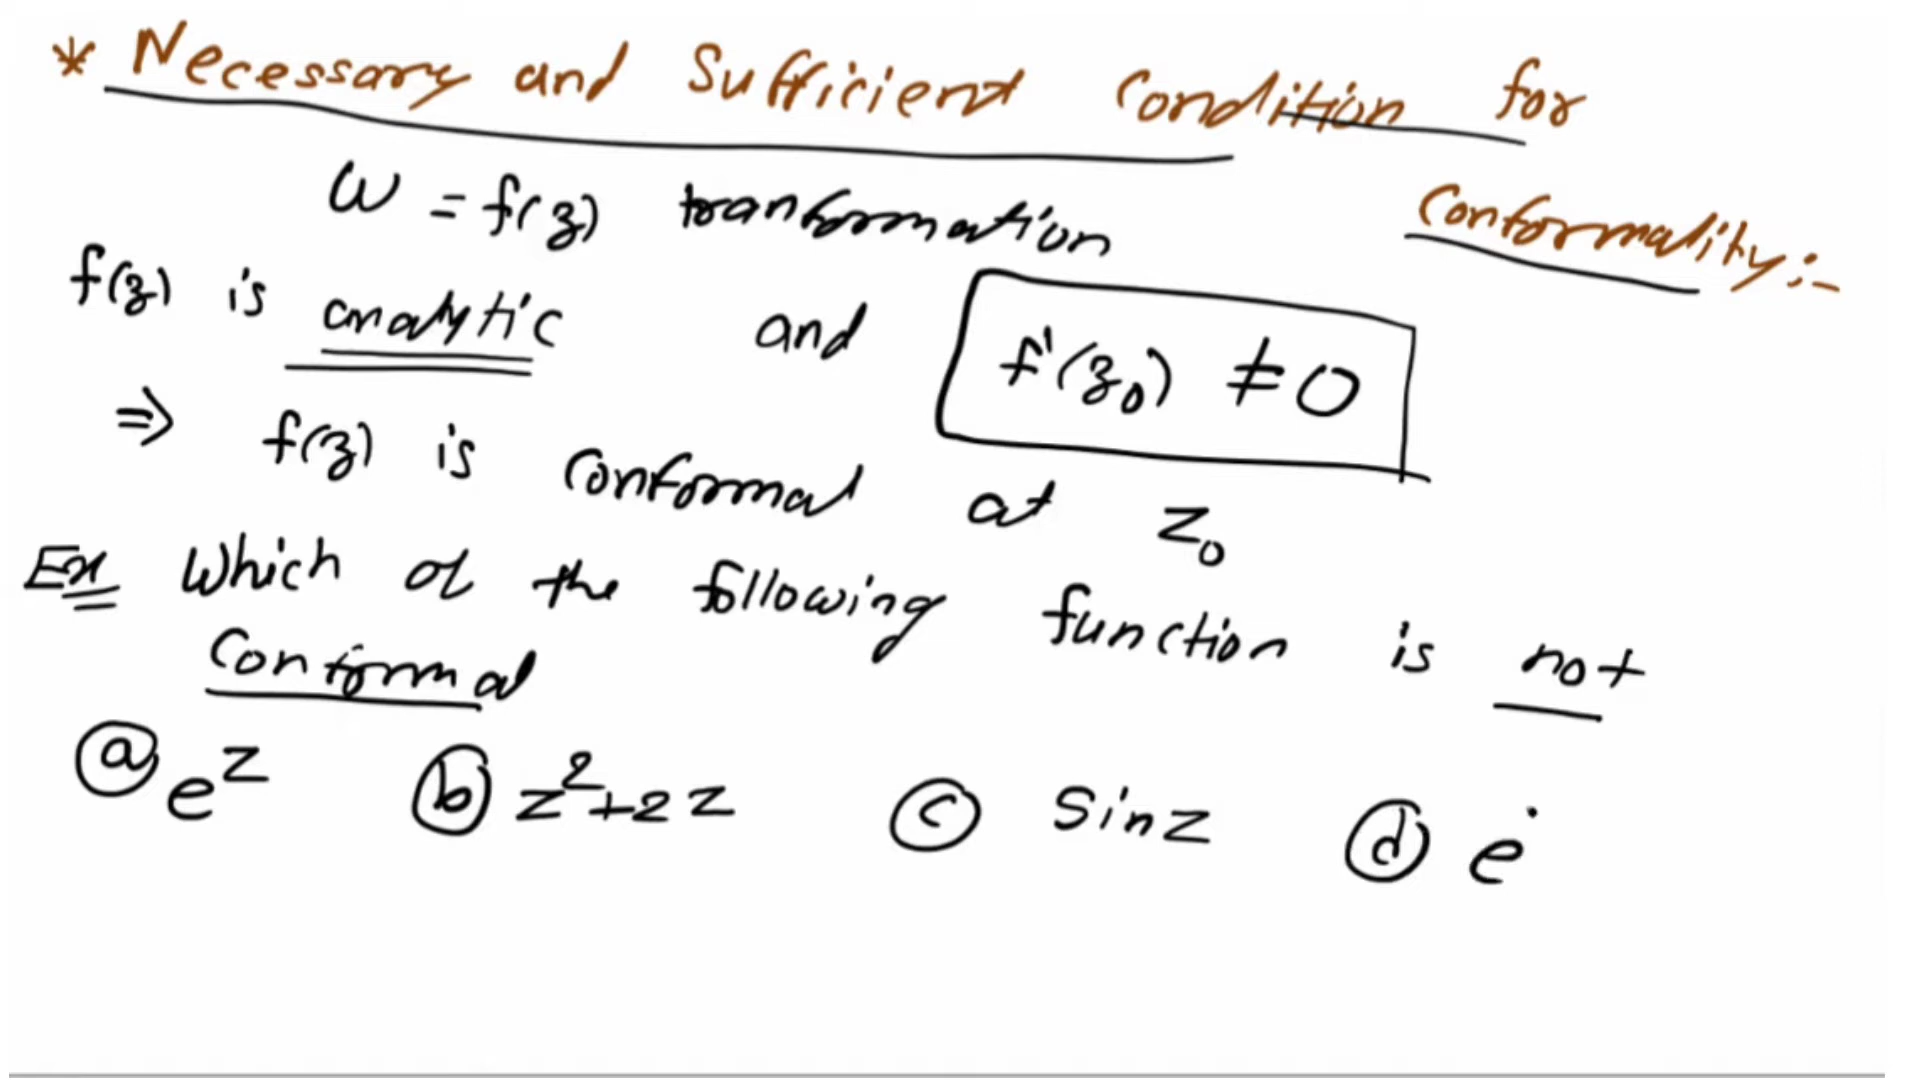 * Necessary and Sufficient Condition for
Conformality:-
w = f(z) transformation
f(z) is analytic and f'(z₀) ≠ 0
⇒ f(z) is conformal at z₀
Ex Which of the following function is not
Conformal
ⓐ e^z ⓑ z²+2z ⓒ Sinz ⓓ e